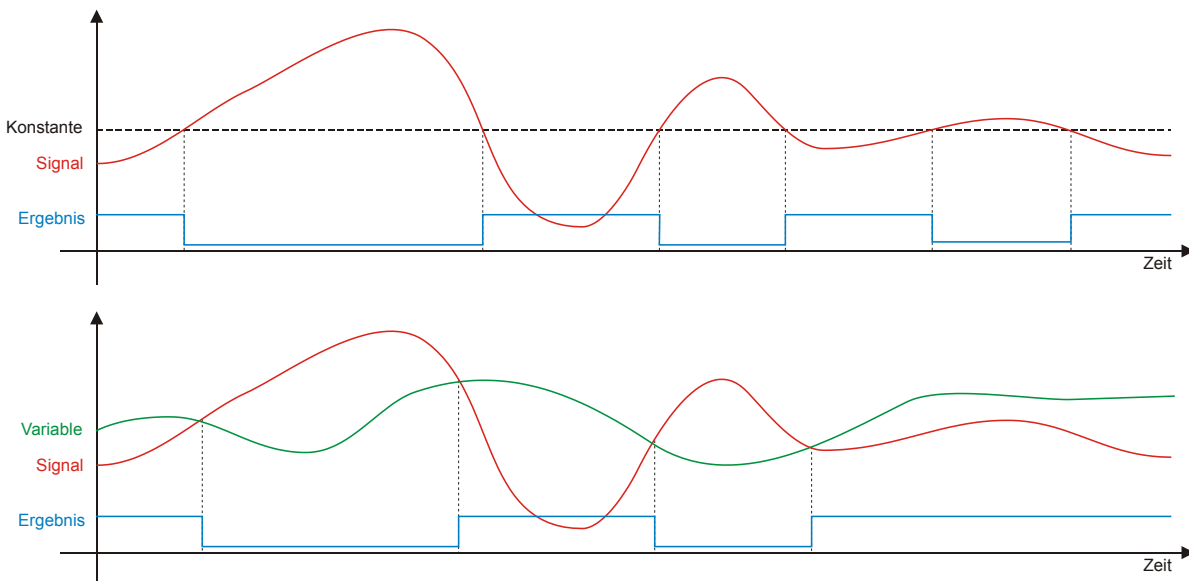 Konstante
Signal
Ergebnis
Zeit
Variable
Signal
Ergebnis
Zeit